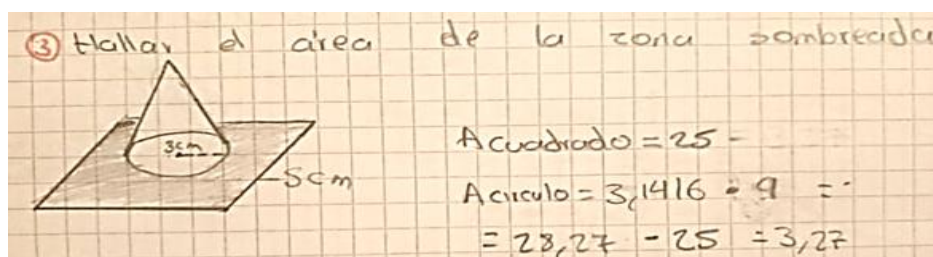 ③ Hallar el area de la zona sombreada
3cm
5cm
Acuadrado = 25 -
Acirculo = 3,1416 • 9 =
= 28,27 - 25 = 3,27